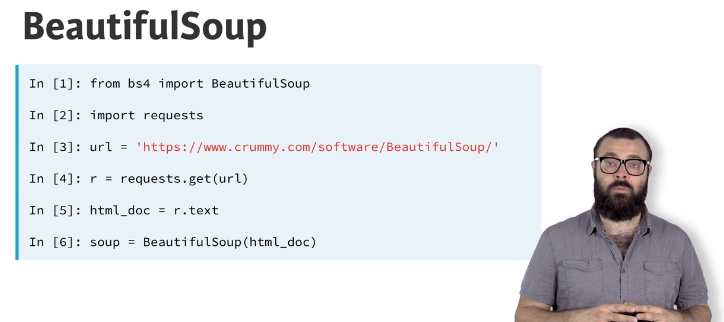 BeautifulSoup
In [1]: from bs4 import BeautifulSoup
In [2]: import requests
In [3]: url = 'https://www.crummy.com/software/BeautifulSoup/'
In [4]: r = requests.get(url)
In [5]: html_doc = r.text
In [6]: soup = BeautifulSoup(html_doc)